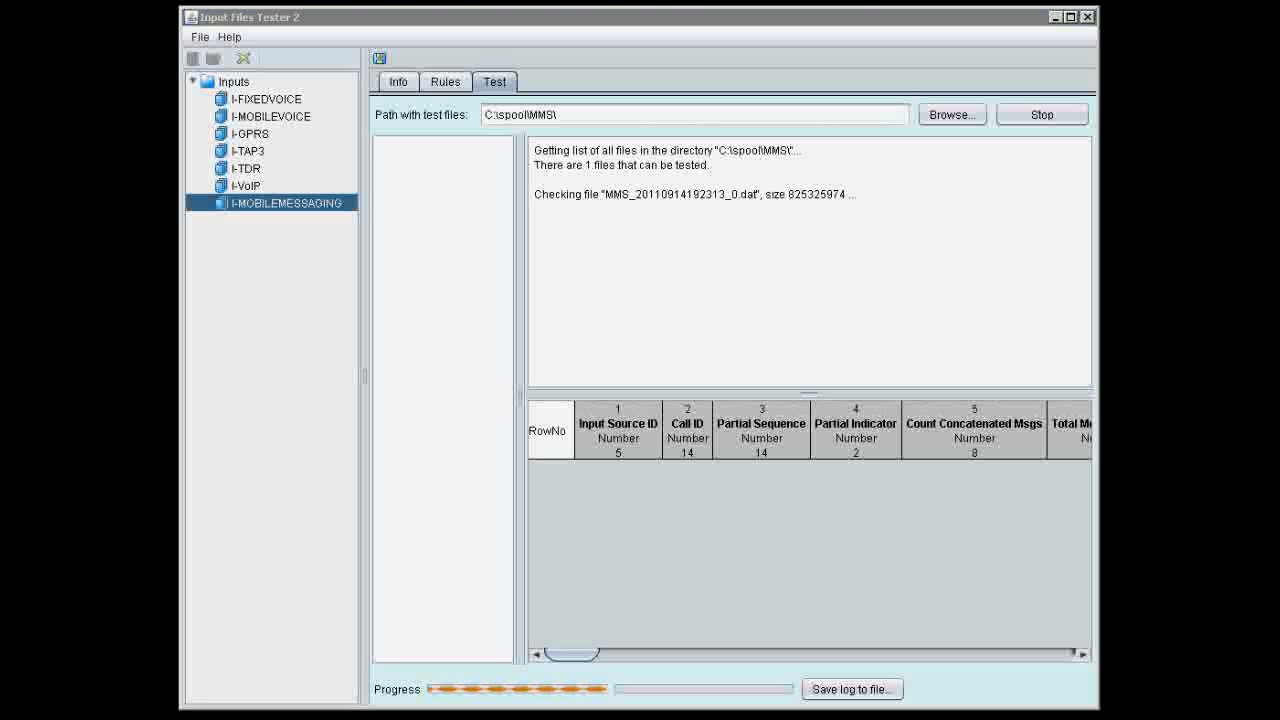 Input Files Tester 2
File Help
Inputs
I-FIXEDVOICE
I-MOBILEVOICE
I-GPRS
I-TAP3
I-TDR
I-VoIP
I-MOBILEMESSAGING
Info Rules Test
Path with test files: C:\spool\MMS\ Browse... Stop
Getting list of all files in the directory "C:\spool\MMS\"...
There are 1 files that can be tested.
Checking file "MMS_20110914192313_0.dat", size 825325974 ...
1 2 3 4 5
RowNo Input Source ID Call ID Partial Sequence Partial Indicator Count Concatenated Msgs Total
Number Number Number Number Number
5 14 14 2 8
Progress Save log to file...